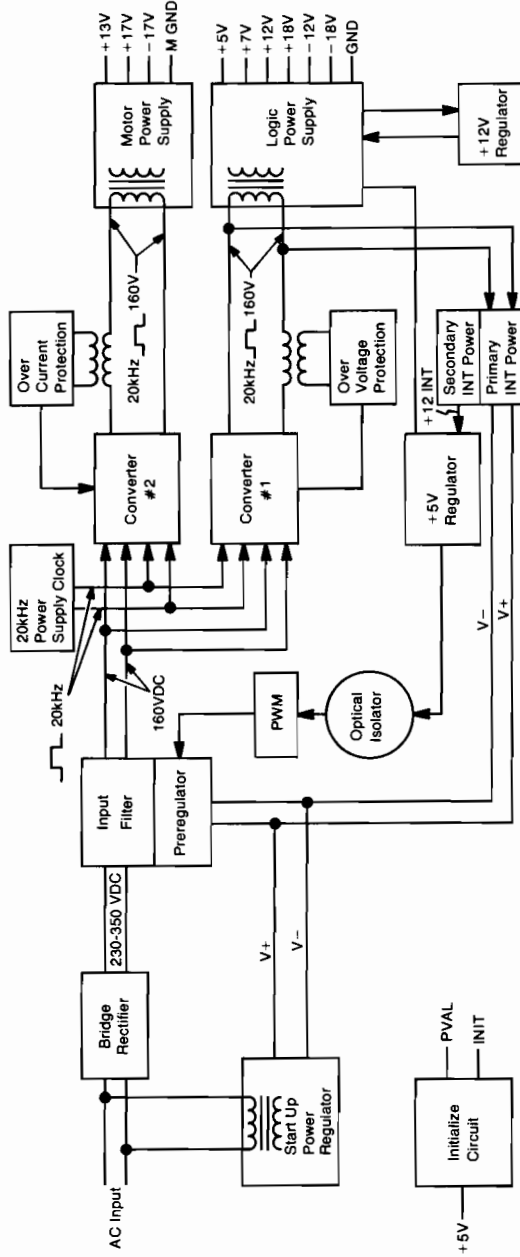 AC Input
Bridge
Rectifier
230-350 VDC
Input
Filter
Preregulator
20kHz
160VDC
20kHz
Power
Supply Clock
Over
Current
Protection
Converter
#2
20kHz
160V
Motor
Power
Supply
+13V
+17V
-17V
M GND
Converter
#1
20kHz
160V
Over
Voltage
Protection
Logic
Power
Supply
+5V
+7V
+12V
+18V
-12V
-18V
GND
+12V
Regulator
PWM
Optical
Isolator
+5V
Regulator
+12 INT
Secondary
INT Power
Primary
INT Power
V-
V+
V+
V-
Start Up
Power
Regulator
+5V
Initialize
Circuit
PVAL
INIT